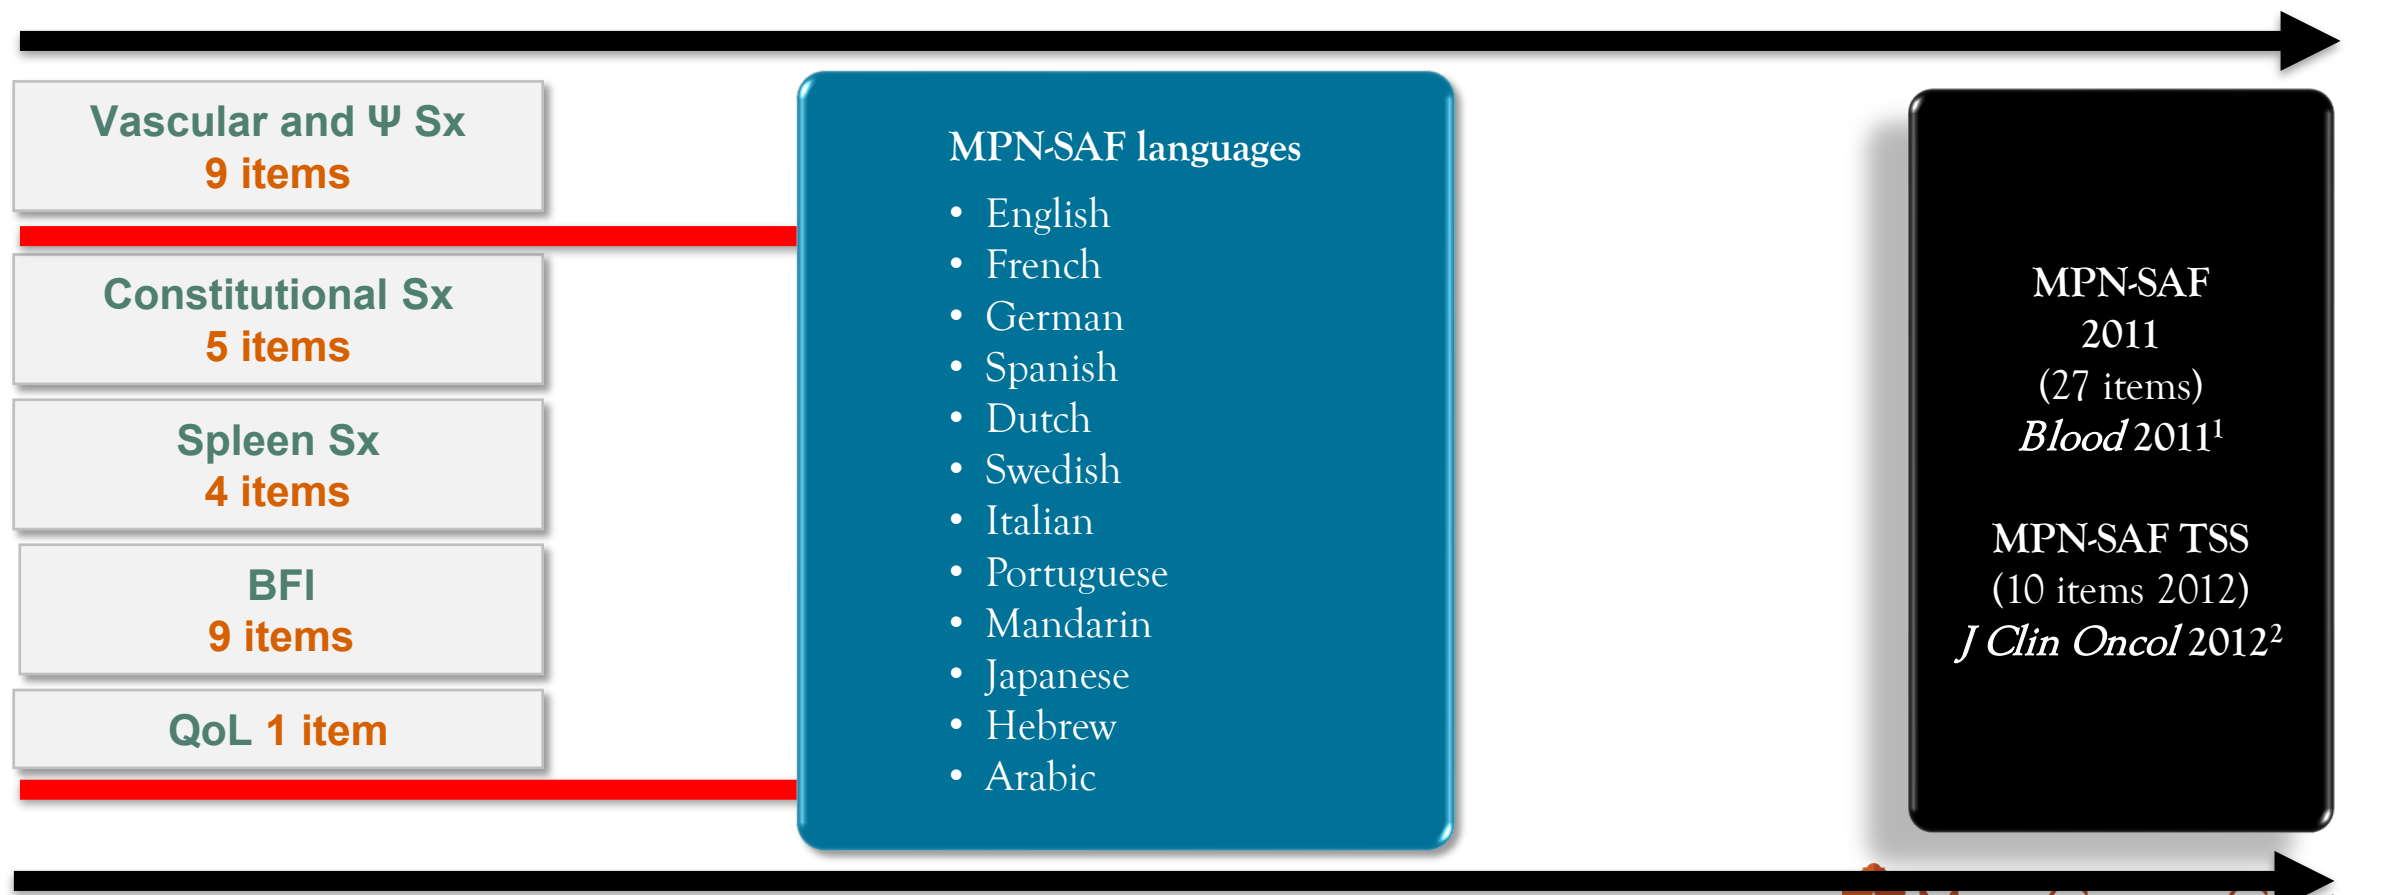 Vascular and Ψ Sx
9 items
Constitutional Sx
5 items
Spleen Sx
4 items
BFI
9 items
QoL 1 item
MPN-SAF languages
• English
• French
• German
• Spanish
• Dutch
• Swedish
• Italian
• Portuguese
• Mandarin
• Japanese
• Hebrew
• Arabic
MPN-SAF
2011
(27 items)
Blood 2011¹
MPN-SAF TSS
(10 items 2012)
J Clin Oncol 2012²